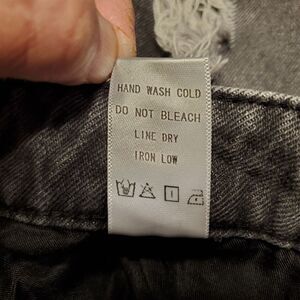 HAND WASH COLD
DO NOT BLEACH
LINE DRY
IRON LOW